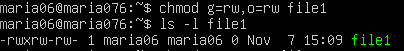 maria06@maria076:~$ chmod g=rw,o=rw file1
maria06@maria076:~$ ls -l file1
-rwxrw-rw- 1 maria06 maria06 0 Nov  7 15:09 file1